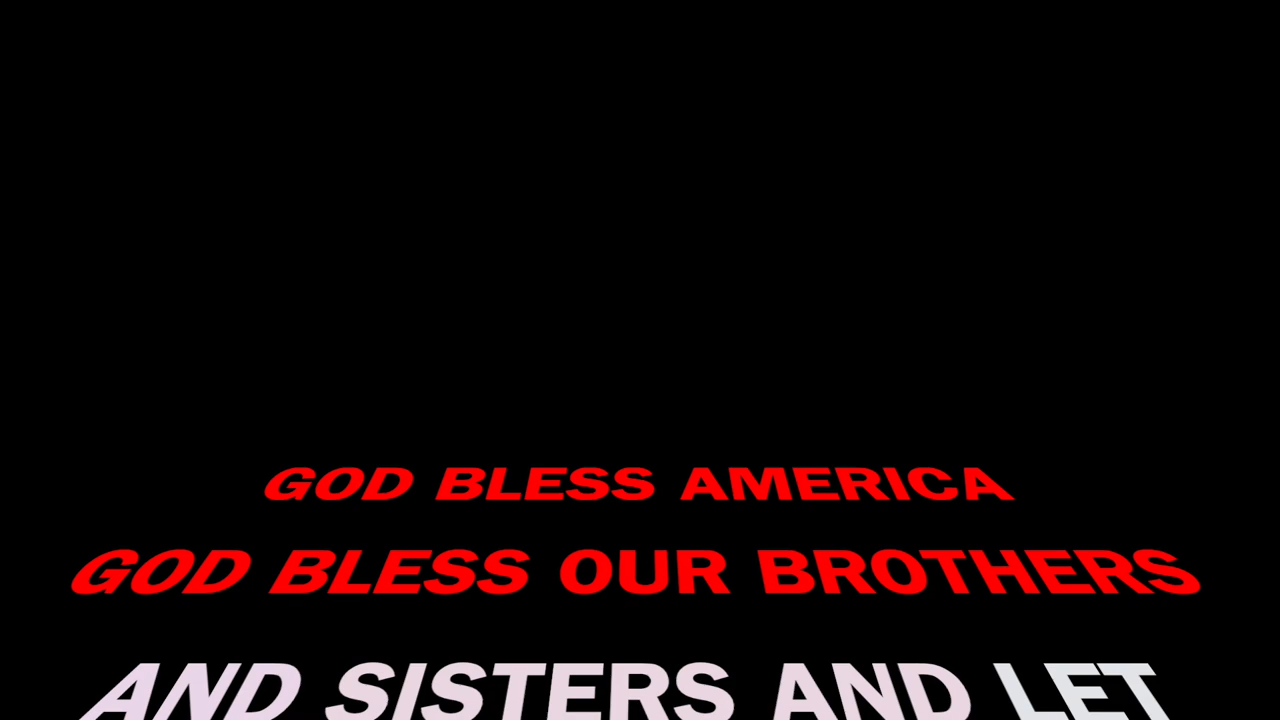 GOD BLESS AMERICA
GOD BLESS OUR BROTHERS
AND SISTERS AND LET